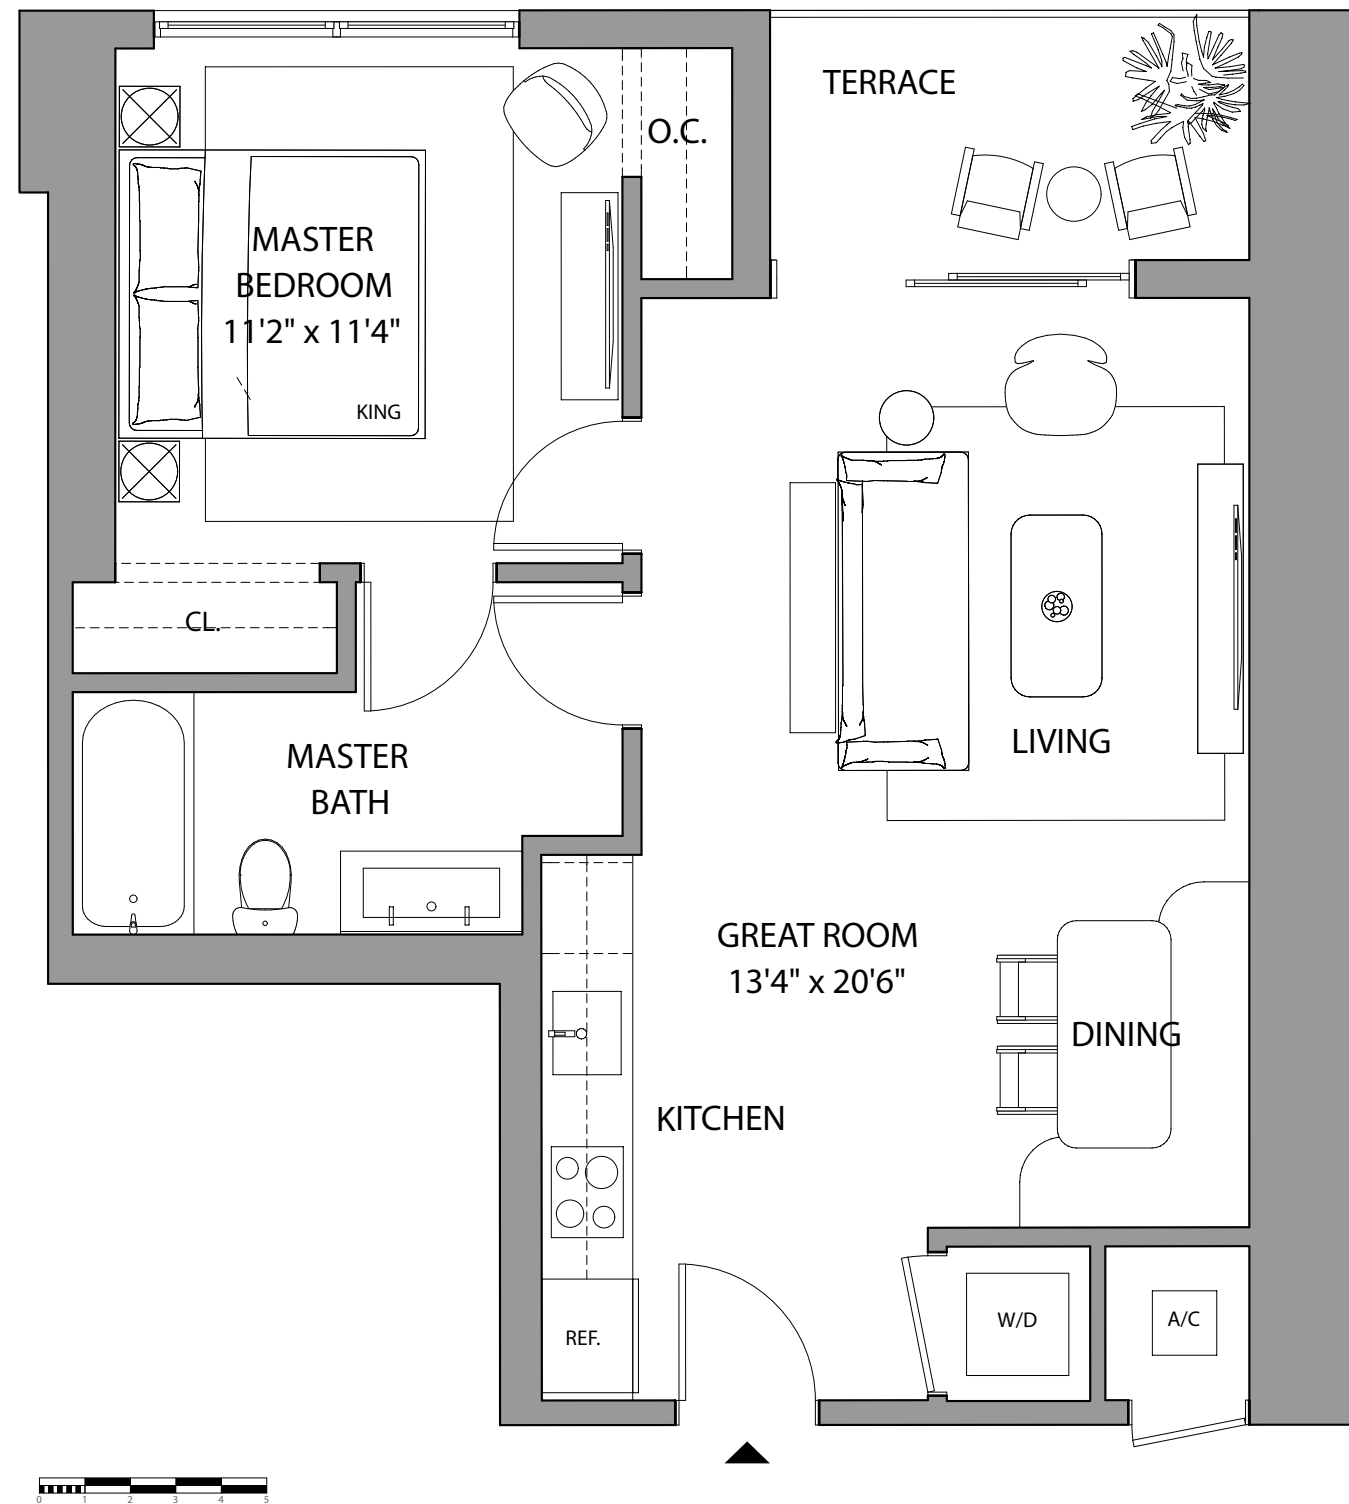 TERRACE
O.C.
MASTER
BEDROOM
11'2" x 11'4"
KING
CL.
LIVING
MASTER
BATH
GREAT ROOM
13'4" x 20'6"
DINING
KITCHEN
W/D
A/C
REF.
0 1 2 3 4 5